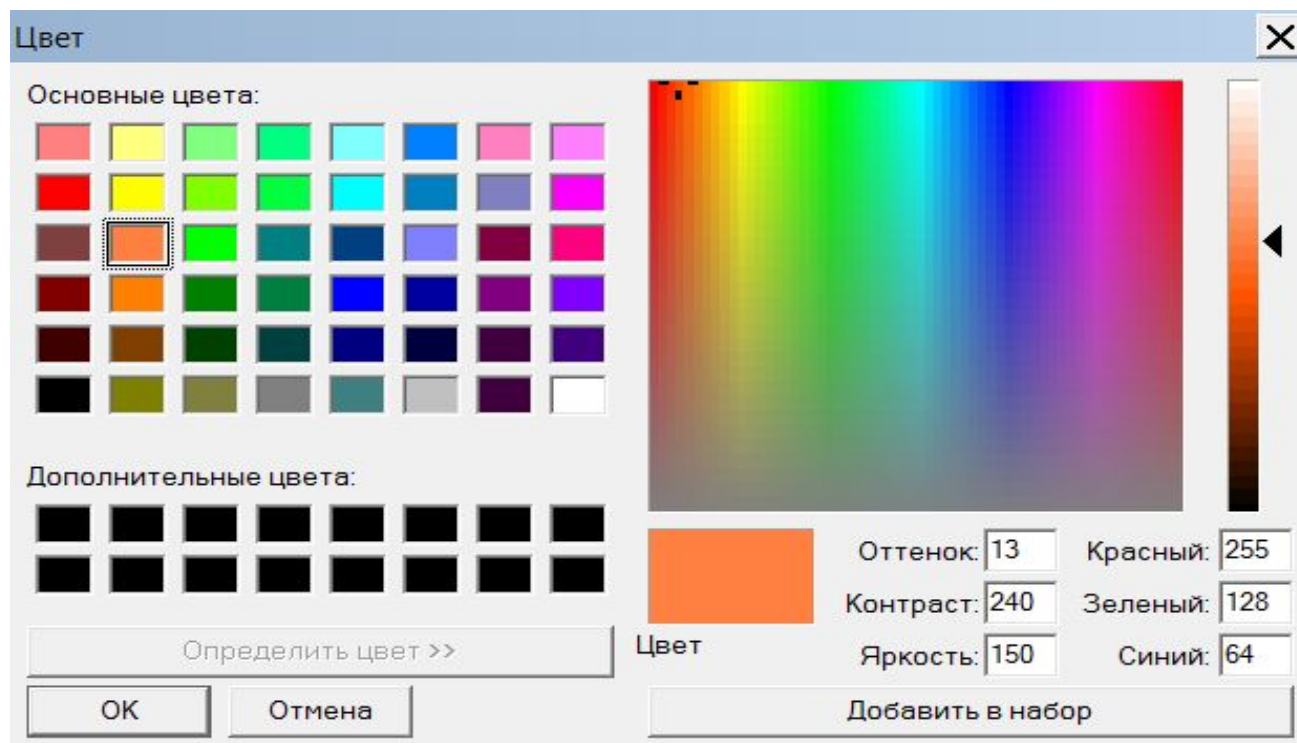 Цвет
Основные цвета:
Дополнительные цвета:
Определить цвет >>
ОК
Отмена
Цвет
Оттенок: 13
Красный: 255
Контраст: 240
Зеленый: 128
Яркость: 150
Синий: 64
Добавить в набор